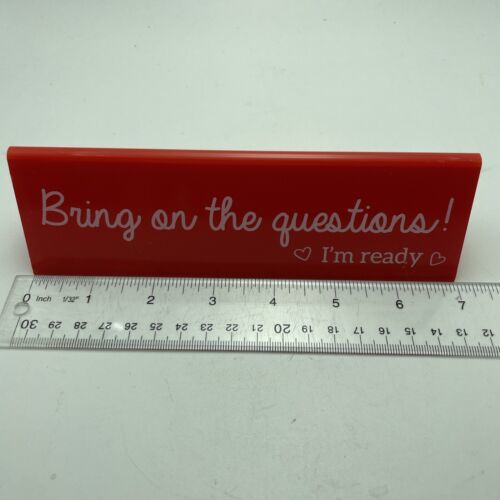 Bring on the questions!
I'm ready
0 Inch 1/32" 1 2 3 4 5 6 7
30 29 28 27 26 25 24 23 22 21 20 19 18 17 16 15 14 13 12